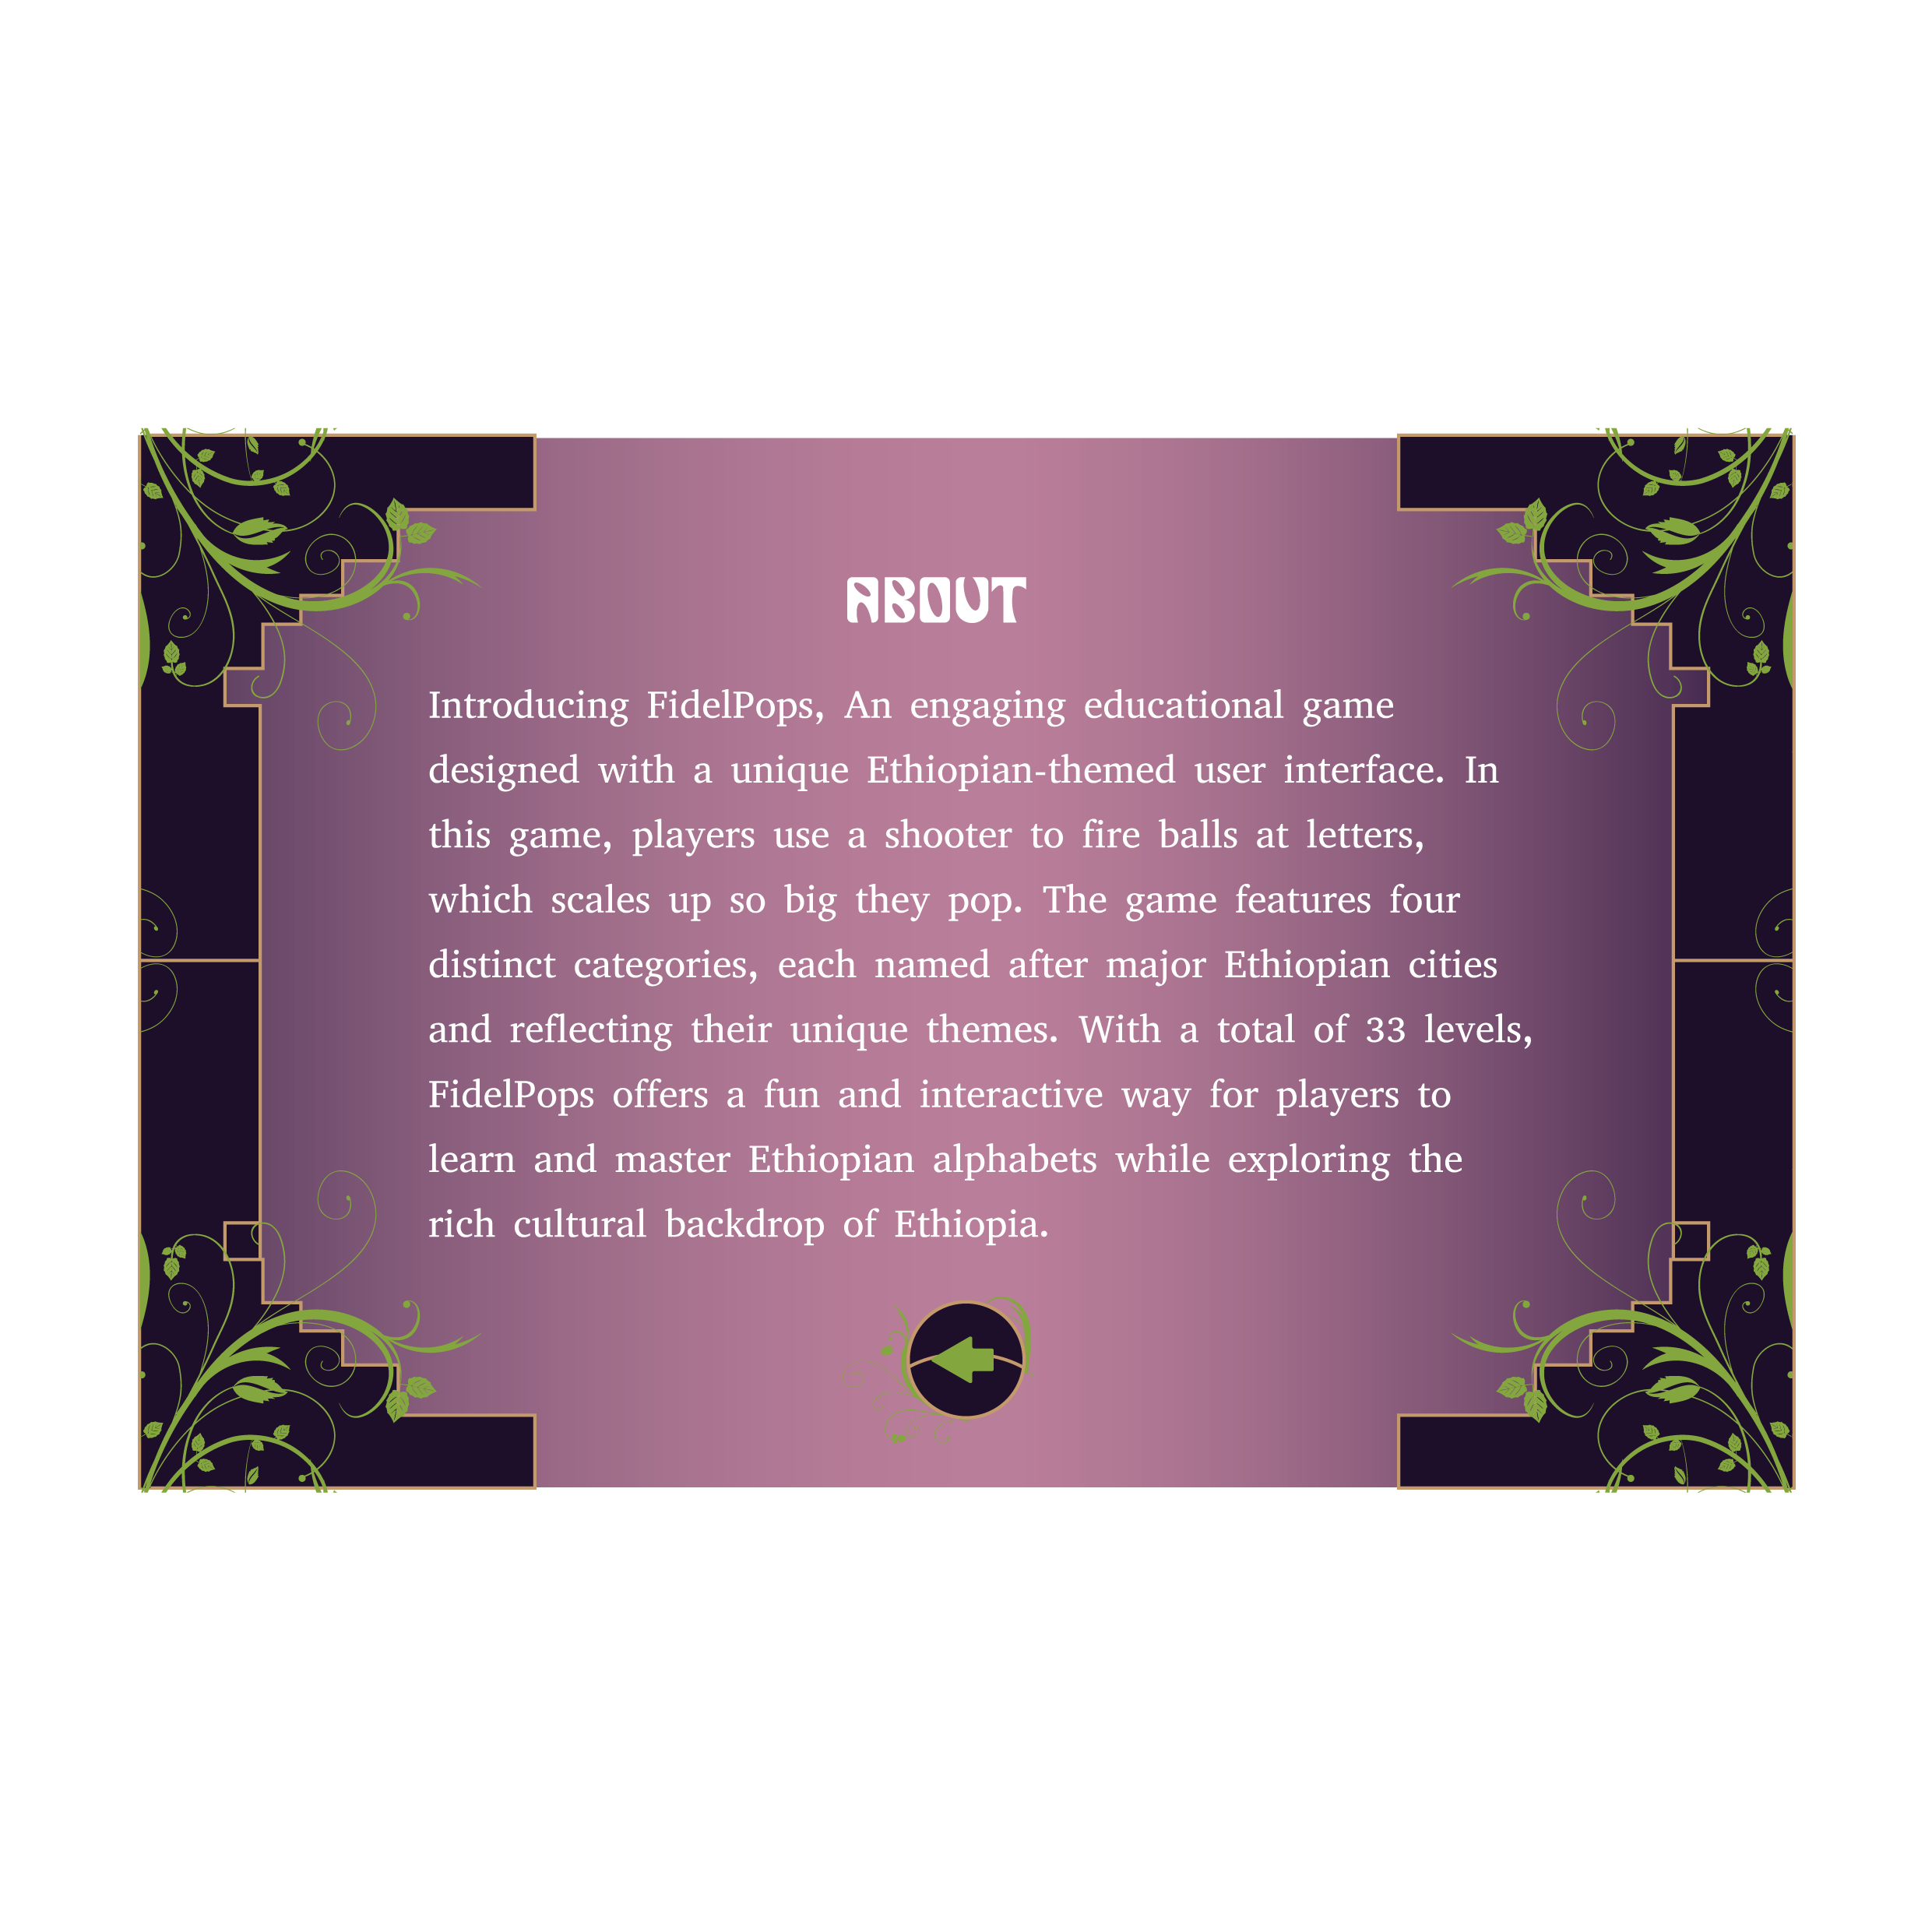 ABOUT
Introducing FidelPops, An engaging educational game
designed with a unique Ethiopian-themed user interface. In
this game, players use a shooter to fire balls at letters,
which scales up so big they pop. The game features four
distinct categories, each named after major Ethiopian cities
and reflecting their unique themes. With a total of 33 levels,
FidelPops offers a fun and interactive way for players to
learn and master Ethiopian alphabets while exploring the
rich cultural backdrop of Ethiopia.